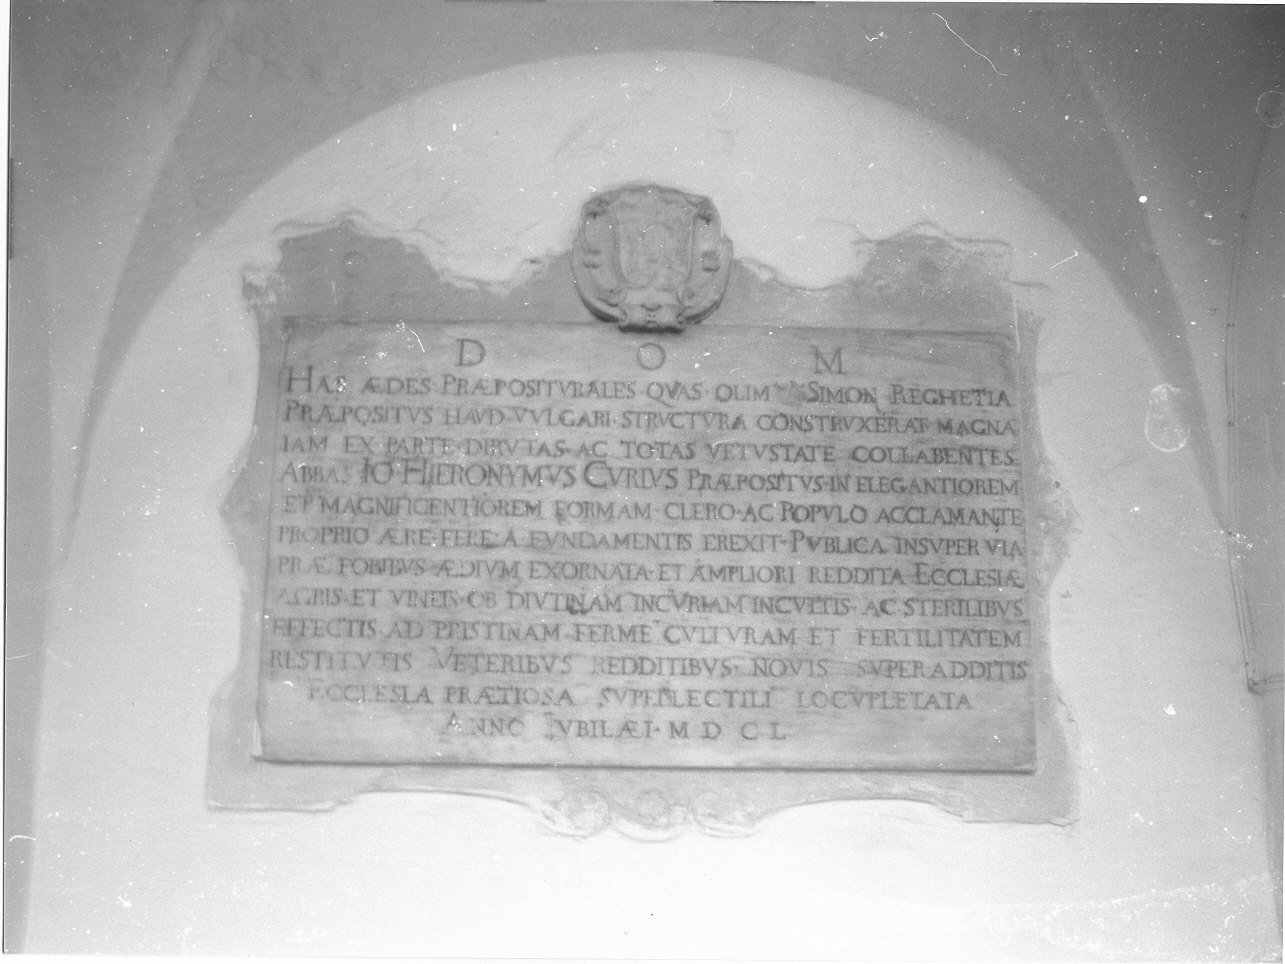 D O M
HAS ÆDES·PRÆPOSITVRALES·QVAS·OLIM SIMON REGHETIA
PRÆPOSITVS HAVD·VVLGARI·STRVCTVRA CONSTRVXERAT MAGNA
IAM EX PARTE·DIRVTAS·AC TOTAS VETVSTATE COLLABENTES
ABBAS IO HIERONYMVS CVRIVS PRÆPOSITVS·IN ELEGANTIOREM
ET MAGNIFICENTIOREM FORMAM·CLERO·AC POPVLO ACCLAMANTE
PROPRIO ÆRE·FERE·A FVNDAMENTIS EREXIT·PVBLICA INSVPER VIA
PRÆ FORIBVS·ÆDIVM EXORNATA·ET AMPLIORI REDDITA ECCLESIÆ
AGRIS·ET VINEIS·OB DIVTINAM INCVRIAM INCVLTIS·AC STERILIBVS
EFFECTIS AD PRISTINAM FERME CVLTVRAM ET FERTILITATEM
RESTITVTIS VETERIBVS REDDITIBVS·NOVIS SVPERADDITIS
ECCLESIA PRÆTIOSA SVPELLECTILI LOCVPLETATA
ANNO IVBILÆI·M D C L